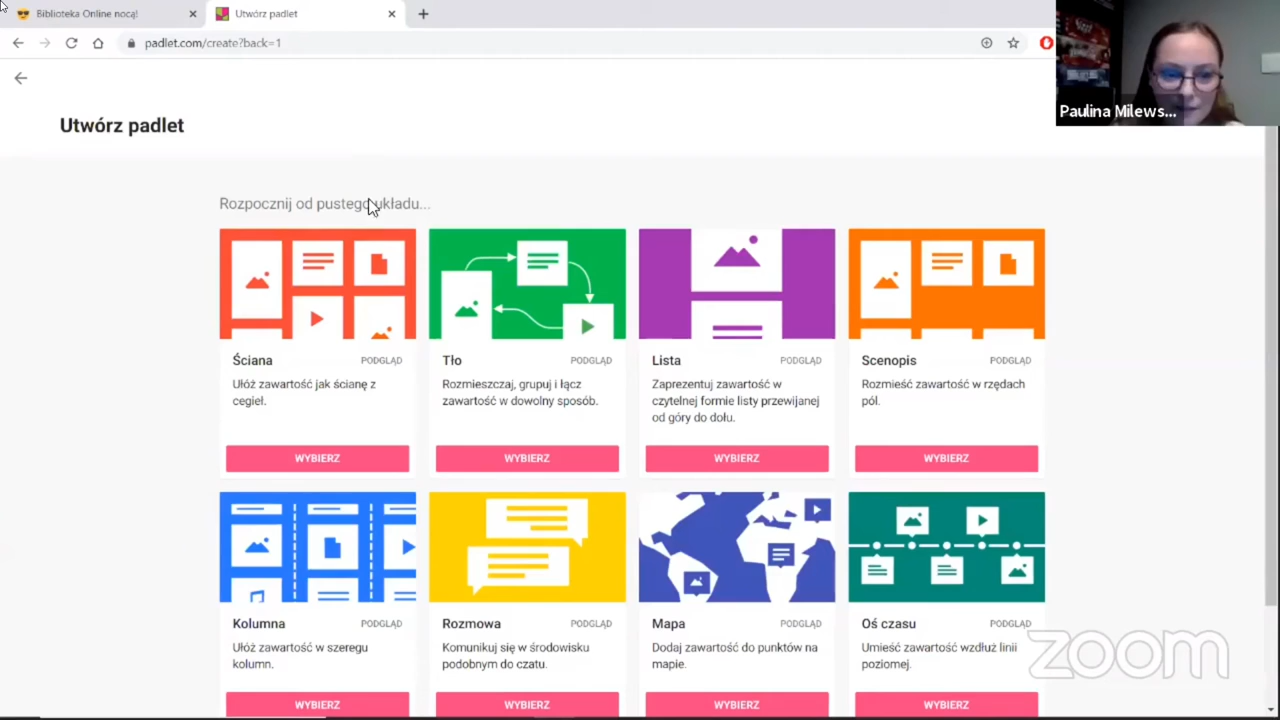 Biblioteka Online nocą!
Utwórz padlet
padlet.com/create?back=1
Paulina Milews...
Utwórz padlet
Rozpocznij od pustego układu...
Ściana PODGLĄD
Ułóż zawartość jak ścianę z
cegieł.
WYBIERZ
Tło PODGLĄD
Rozmieszczaj, grupuj i łącz
zawartość w dowolny sposób.
WYBIERZ
Lista PODGLĄD
Zaprezentuj zawartość w
czytelnej formie listy przewijanej
od góry do dołu.
WYBIERZ
Scenopis PODGLĄD
Rozmieść zawartość w rzędach
pól.
WYBIERZ
Kolumna PODGLĄD
Ułóż zawartość w szeregu
kolumn.
WYBIERZ
Rozmowa PODGLĄD
Komunikuj się w środowisku
podobnym do czatu.
WYBIERZ
Mapa PODGLĄD
Dodaj zawartość do punktów na
mapie.
WYBIERZ
Oś czasu PODGLĄD
Umieść zawartość wzdłuż linii
poziomej.
WYBIERZ
zoom